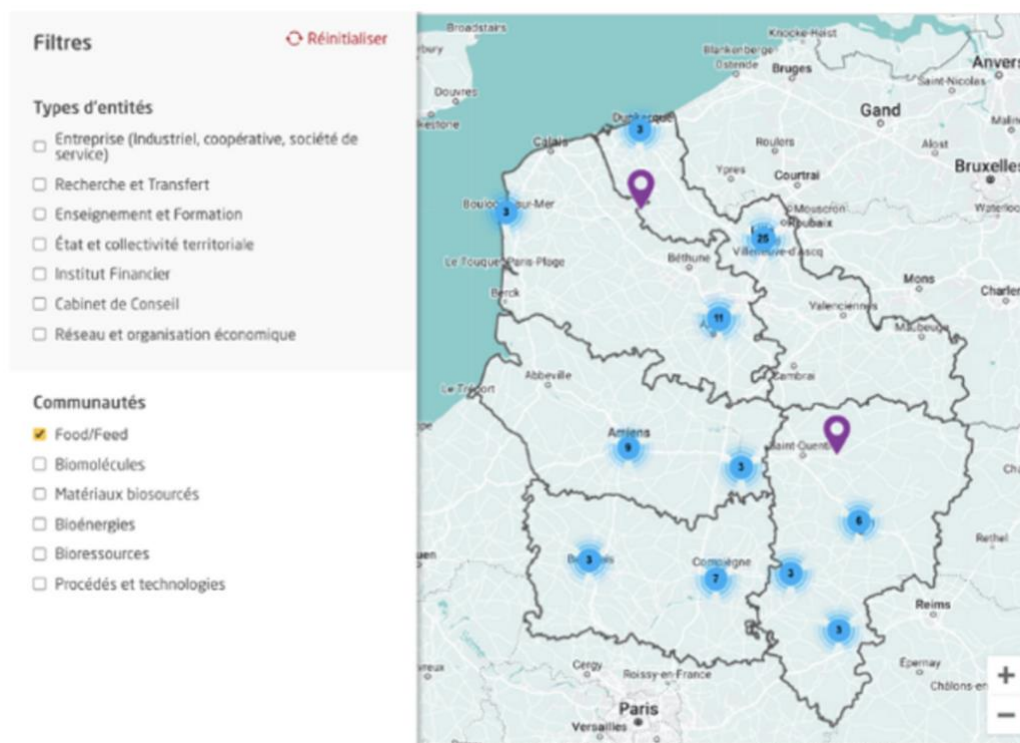 Filtres
Réinitialiser
Types d'entités
Entreprise (Industriel, coopérative, société de
service)
Recherche et Transfert
Enseignement et Formation
État et collectivité territoriale
Institut Financier
Cabinet de Conseil
Réseau et organisation économique
Communautés
Food/Feed
Biomolécules
Matériaux biosourcés
Bioénergies
Bioressources
Procédés et technologies
Broadstairs
Knocke-Heist
Blankenberge
Ostende
Bruges
Anvers
Saint-Nicolas
Douvres
Gand
3
Calais
Roulers
Alost
Ypres
Courtrai
Bruxelles
3
Mouscron
Roubaix
25
Villeneuve-d'Ascq
Béthune
Le Touquet-Paris-Plage
Mons
Berck
Valenciennes
11
Maubeuge
Abbeville
Cambrai
Le Tréport
Amiens
9
3
6
Rethel
3
Compiègne
7
3
Reims
3
Cergy
Roissy-en-France
Épernay
Paris
Versailles
+
−